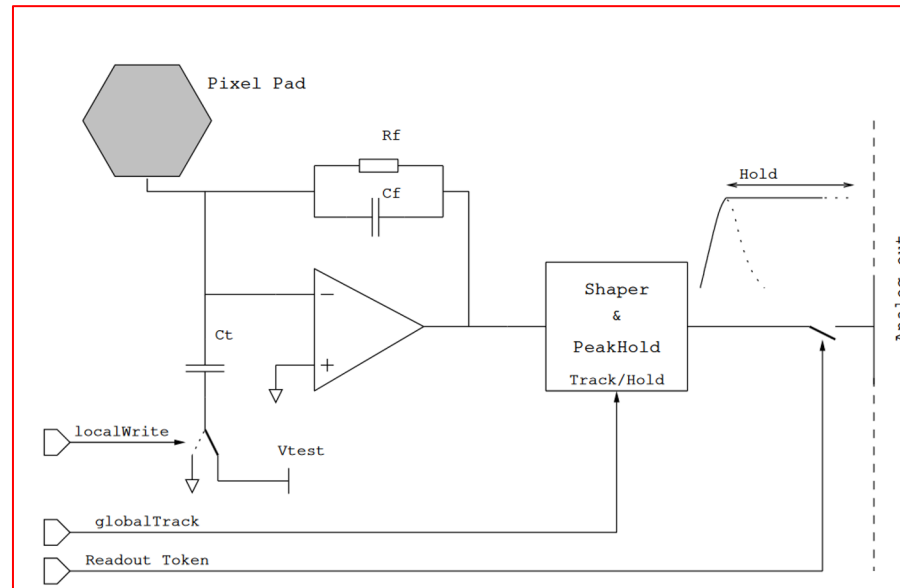 Pixel Pad
Rf
Cf
Hold
Shaper
&
PeakHold
Track/Hold
Ct
localWrite
Vtest
globalTrack
Readout Token